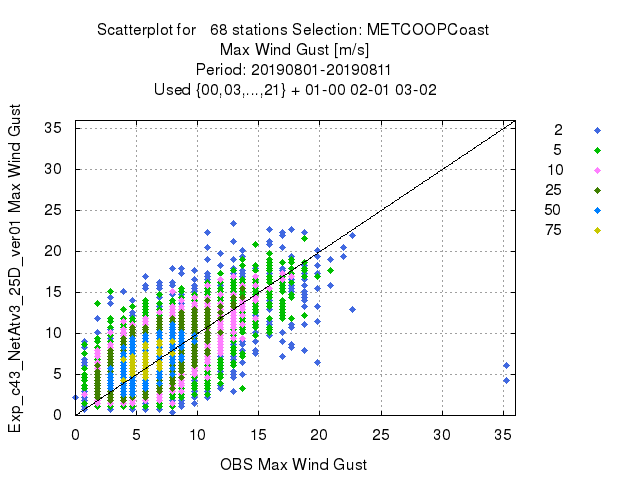 Scatterplot for 68 stations Selection: METCOOPCoast
Max Wind Gust [m/s]
Period: 20190801-20190811
Used {00,03,...,21} + 01-00 02-01 03-02
Exp_c43_NetAtv3_25D_ver01 Max Wind Gust
35
30
25
20
15
10
5
0
0 5 10 15 20 25 30 35
OBS Max Wind Gust
2
5
10
25
50
75